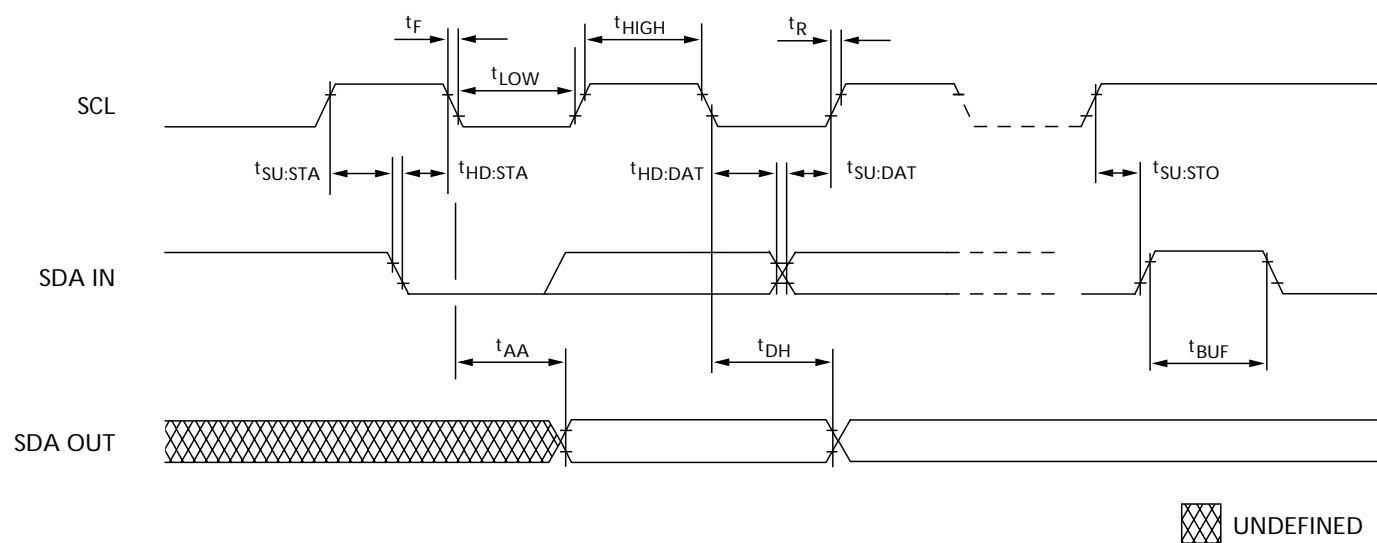 tF
tHIGH
tR
tLOW
SCL
tSU:STA
tHD:STA
tHD:DAT
tSU:DAT
tSU:STO
SDA IN
tAA
tDH
tBUF
SDA OUT
UNDEFINED